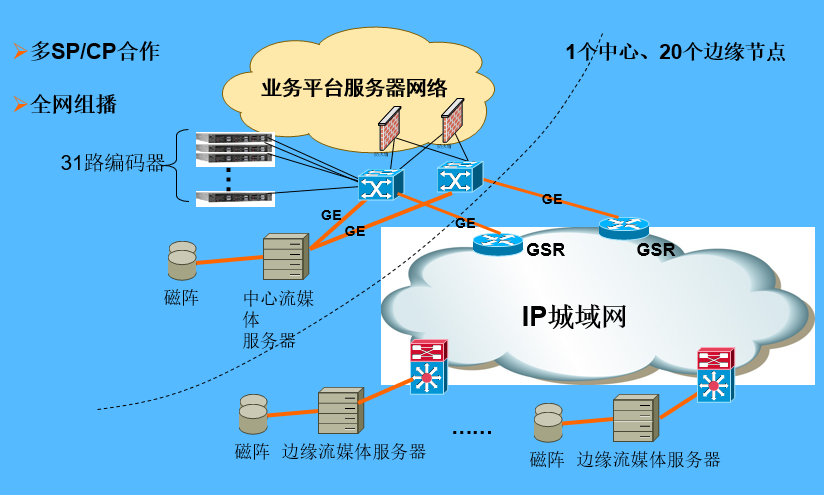 多SP/CP合作
1个中心、20个边缘节点
业务平台服务器网络
全网组播
31路编码器
GE
GE
GE
GE
GSR
GSR
磁阵
中心流媒
体
服务器
IP城域网
磁阵
边缘流媒体服务器
......
磁阵
边缘流媒体服务器